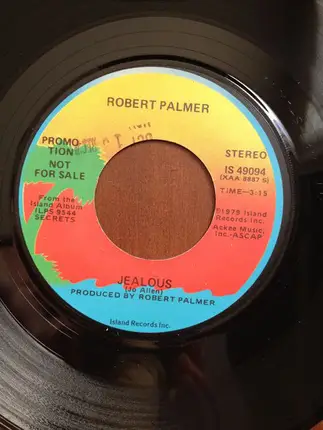 ROBERT PALMER
PROMO
TION
NOT
FOR SALE
STEREO
IS 49094
(XAA-8887 S)
TIME-3:15
From the
Island Album
ILPS 9544
SECRETS
℗1979 Island
Records Inc.
Ackee Music,
Inc.-ASCAP
JEALOUS
(Jo Allen)
PRODUCED BY ROBERT PALMER
Island Records Inc.